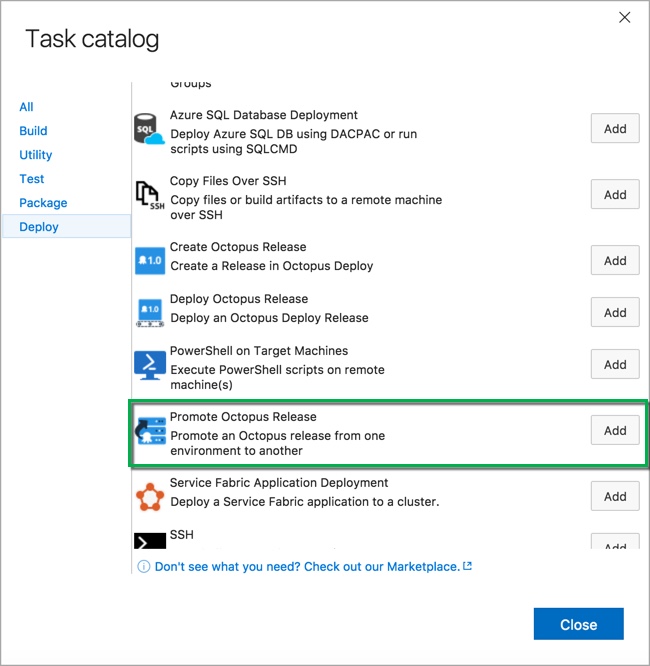 Task catalog
All
Build
Utility
Test
Package
Deploy
Groups
Azure SQL Database Deployment
Deploy Azure SQL DB using DACPAC or run
scripts using SQLCMD
Add
SQL
Copy Files Over SSH
Copy files or build artifacts to a remote machine
over SSH
Add
SSH
Create Octopus Release
Create a Release in Octopus Deploy
Add
1.0
Deploy Octopus Release
Deploy an Octopus Deploy Release
Add
1.0
PowerShell on Target Machines
Execute PowerShell scripts on remote
machine(s)
Add
Promote Octopus Release
Promote an Octopus release from one
environment to another
Add
Service Fabric Application Deployment
Deploy a Service Fabric application to a cluster.
Add
SSH
Add
Don't see what you need? Check out our Marketplace.
Close